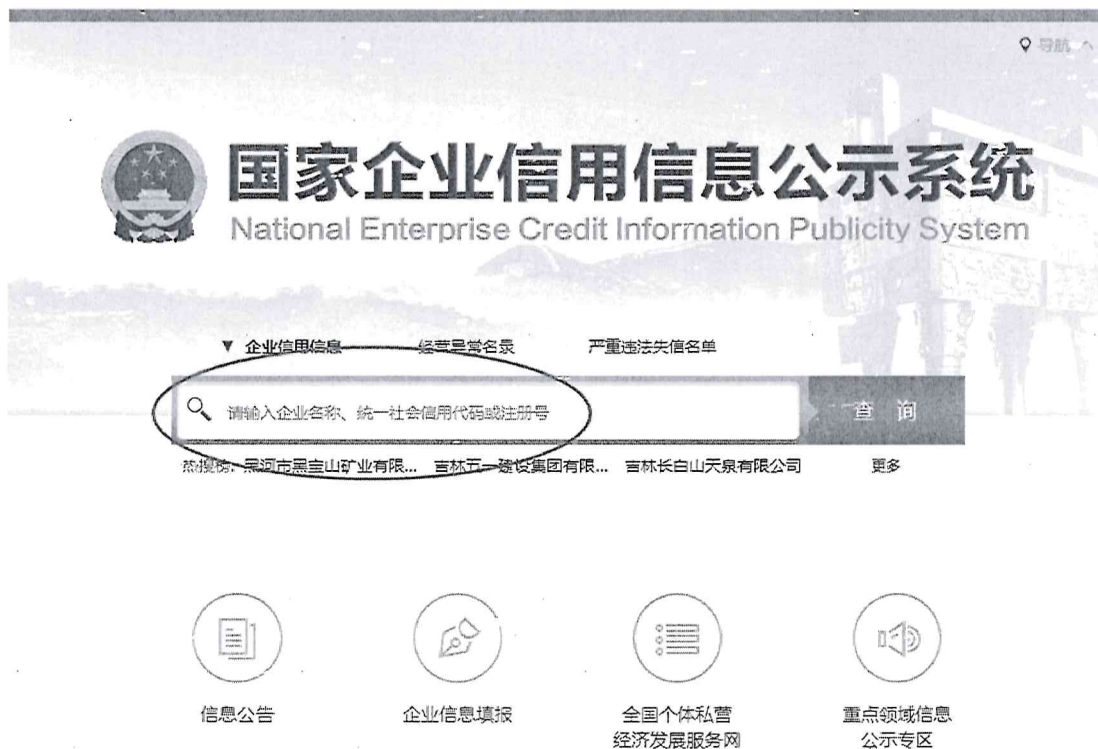 导航
国家企业信用信息公示系统
National Enterprise Credit Information Publicity System
企业信用信息 经营异常名录 严重违法失信名单
请输入企业名称、统一社会信用代码或注册号 查询
热搜榜: 黑河市黑宝山矿业有限... 吉林五一建设集团有限... 吉林长白山天泉有限公司 更多
信息公告 企业信息填报 全国个体私营 重点领域信息
经济发展服务网 公示专区